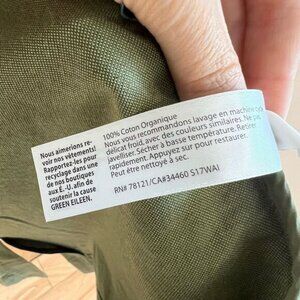 Nous aimerions re-
voir nos vêtements!
Rapportez-les pour
recyclage dans une
de nos boutiques
aux É.-U. afin de
soutenir la cause
GREEN EILEEN.
100% Coton Organique
Nous vous recommandons lavage en machine cycle
délicat froid, avec des couleurs similaires. Ne pas
javelliser. Sécher à basse température. Retirer
rapidement. Appuyez sur pour restaurer.
Peut être nettoyé à sec.
RN# 78121/CA#34460 S17WAI